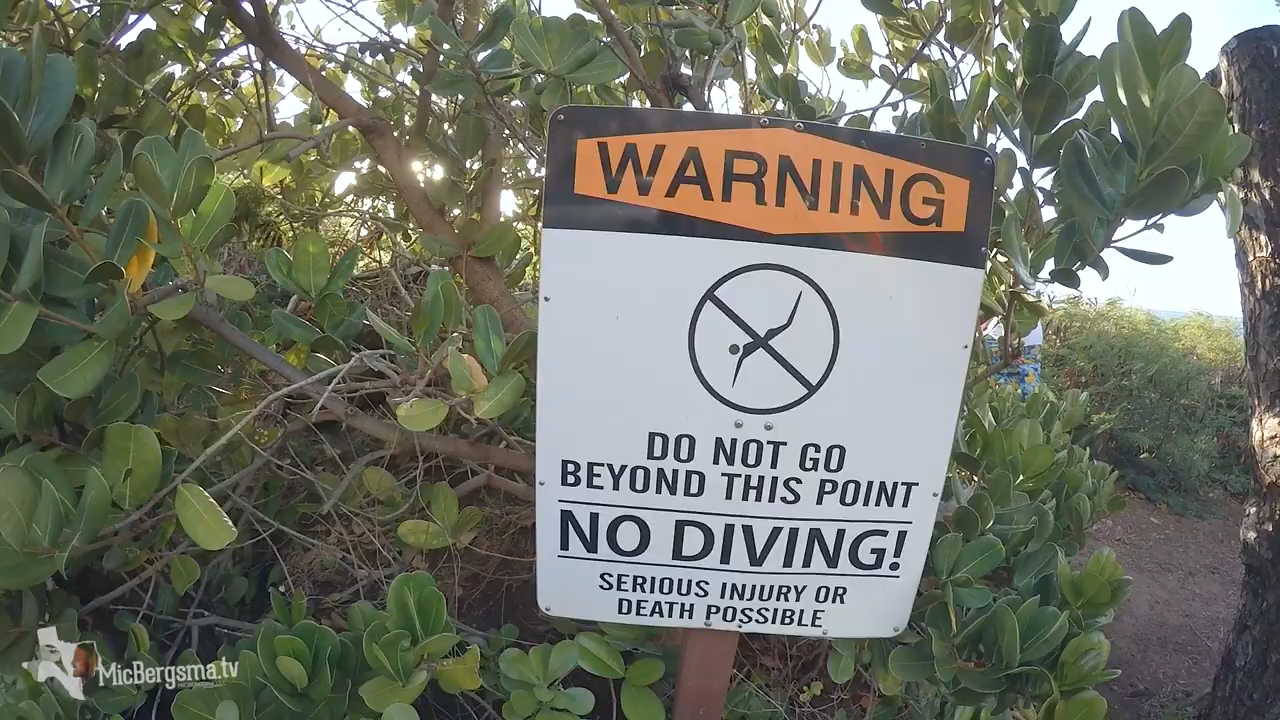 WARNING
DO NOT GO
BEYOND THIS POINT
NO DIVING!
SERIOUS INJURY OR
DEATH POSSIBLE
MicBergsma.tv